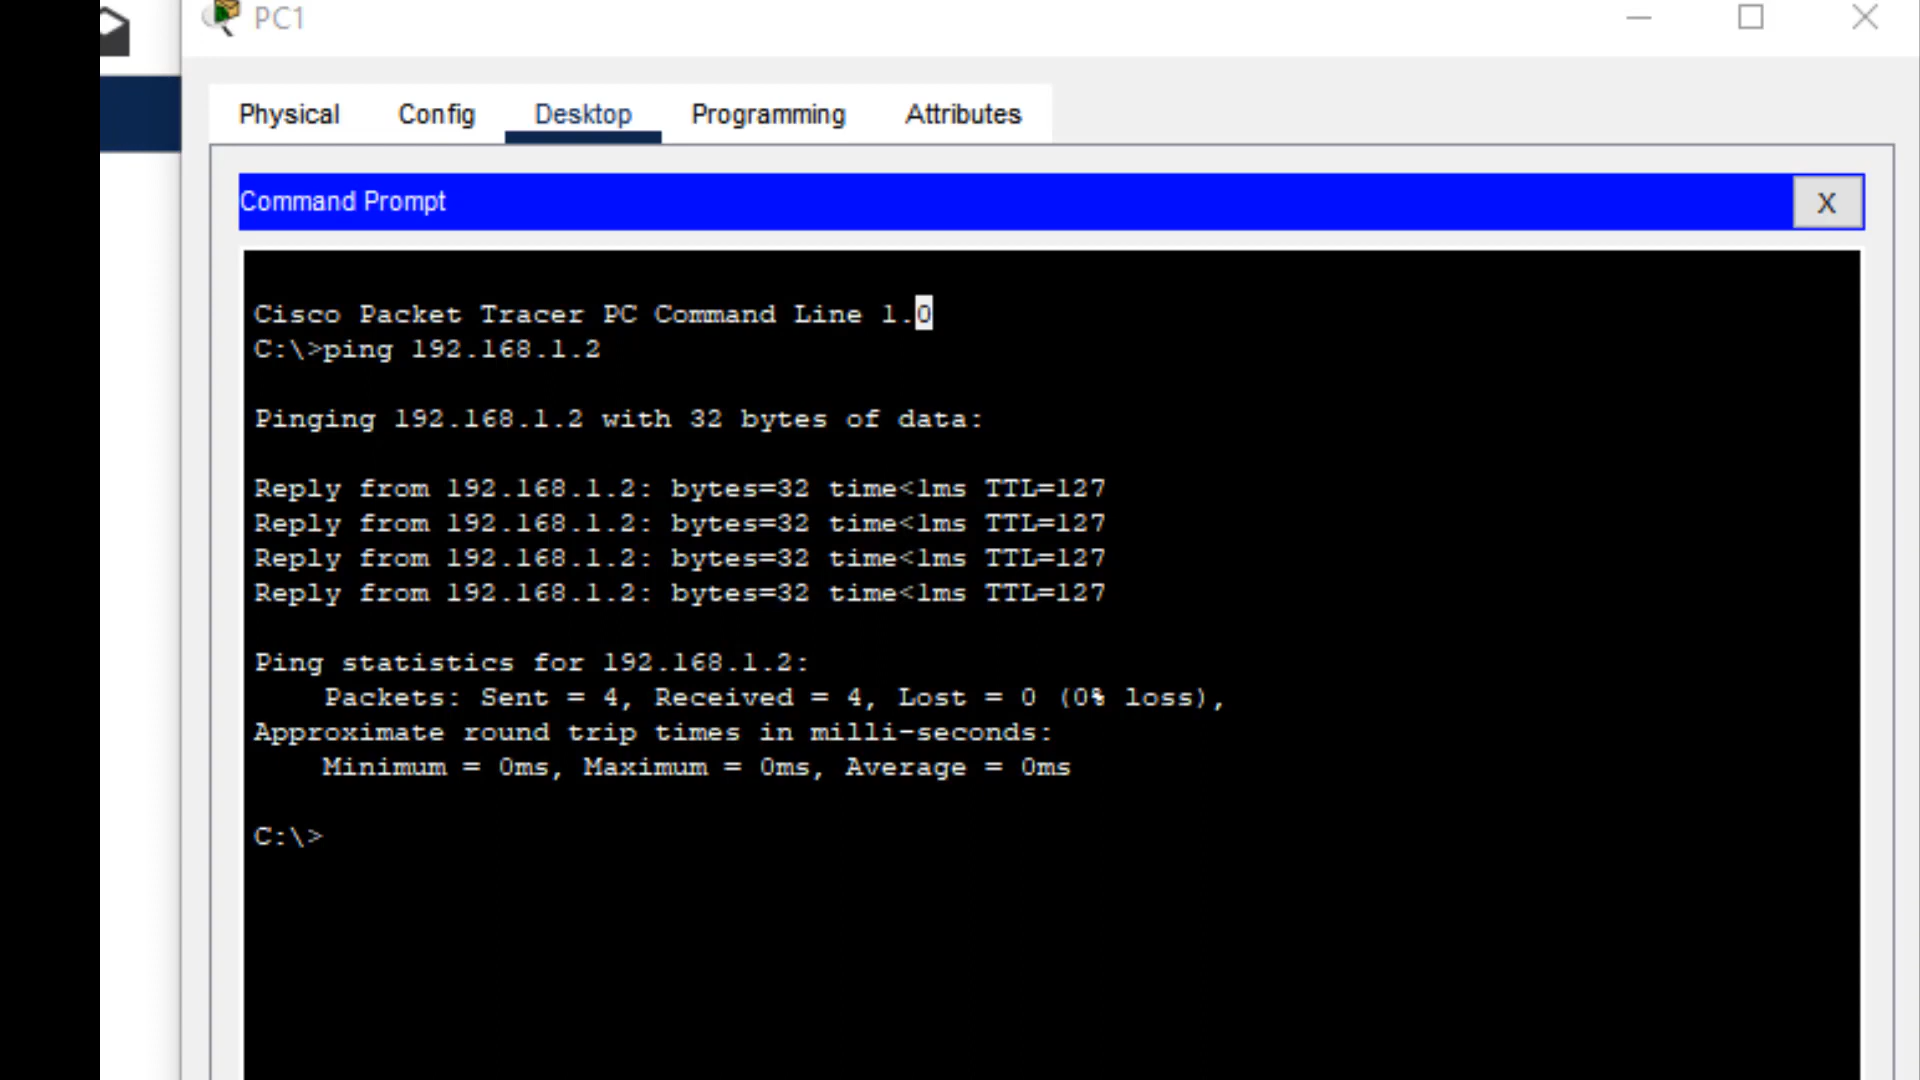 PC1
Physical Config Desktop Programming Attributes
Command Prompt X
Cisco Packet Tracer PC Command Line 1.0
C:\>ping 192.168.1.2
Pinging 192.168.1.2 with 32 bytes of data:
Reply from 192.168.1.2: bytes=32 time<1ms TTL=127
Reply from 192.168.1.2: bytes=32 time<1ms TTL=127
Reply from 192.168.1.2: bytes=32 time<1ms TTL=127
Reply from 192.168.1.2: bytes=32 time<1ms TTL=127
Ping statistics for 192.168.1.2:
Packets: Sent = 4, Received = 4, Lost = 0 (0% loss),
Approximate round trip times in milli-seconds:
Minimum = 0ms, Maximum = 0ms, Average = 0ms
C:\>